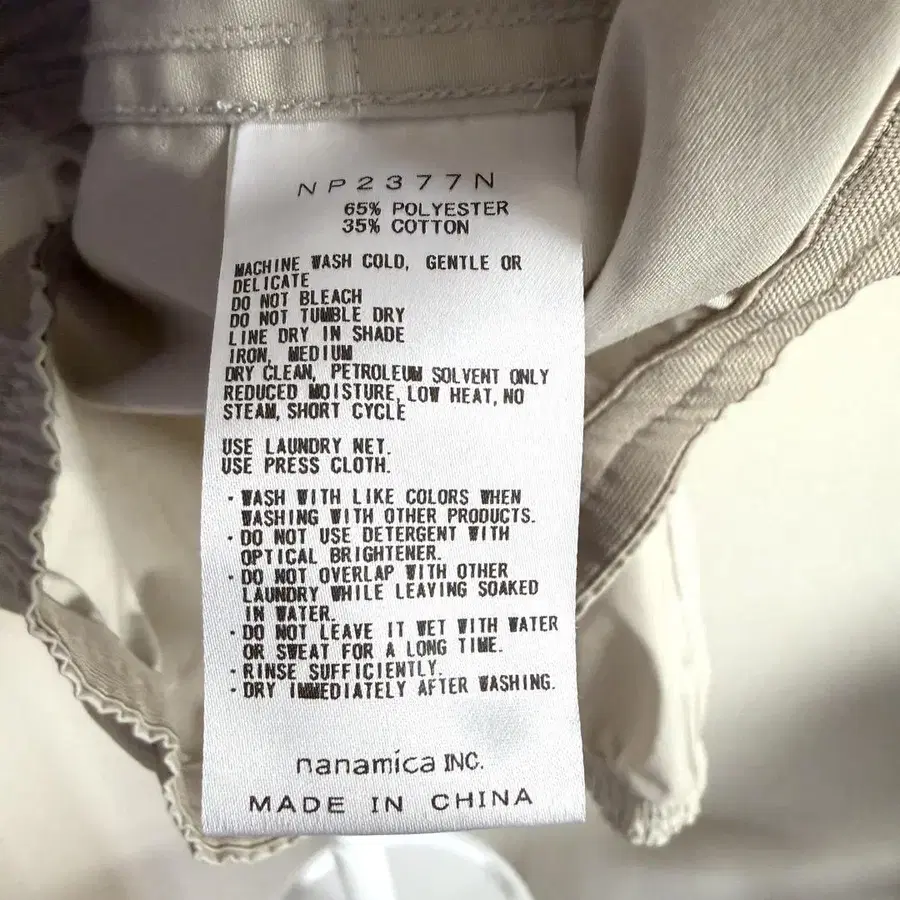 NP2377N
65% POLYESTER
35% COTTON
MACHINE WASH COLD, GENTLE OR
DELICATE
DO NOT BLEACH
DO NOT TUMBLE DRY
LINE DRY IN SHADE
IRON, MEDIUM
DRY CLEAN, PETROLEUM SOLVENT ONLY
REDUCED MOISTURE, LOW HEAT, NO
STEAM, SHORT CYCLE
USE LAUNDRY NET.
USE PRESS CLOTH.
・WASH WITH LIKE COLORS WHEN
WASHING WITH OTHER PRODUCTS.
・DO NOT USE DETERGENT WITH
OPTICAL BRIGHTENER.
・DO NOT OVERLAP WITH OTHER
LAUNDRY WHILE LEAVING SOAKED
IN WATER.
・DO NOT LEAVE IT WET WITH WATER
OR SWEAT FOR A LONG TIME.
・RINSE SUFFICIENTLY.
・DRY IMMEDIATELY AFTER WASHING.
nanamica INC.
MADE IN CHINA